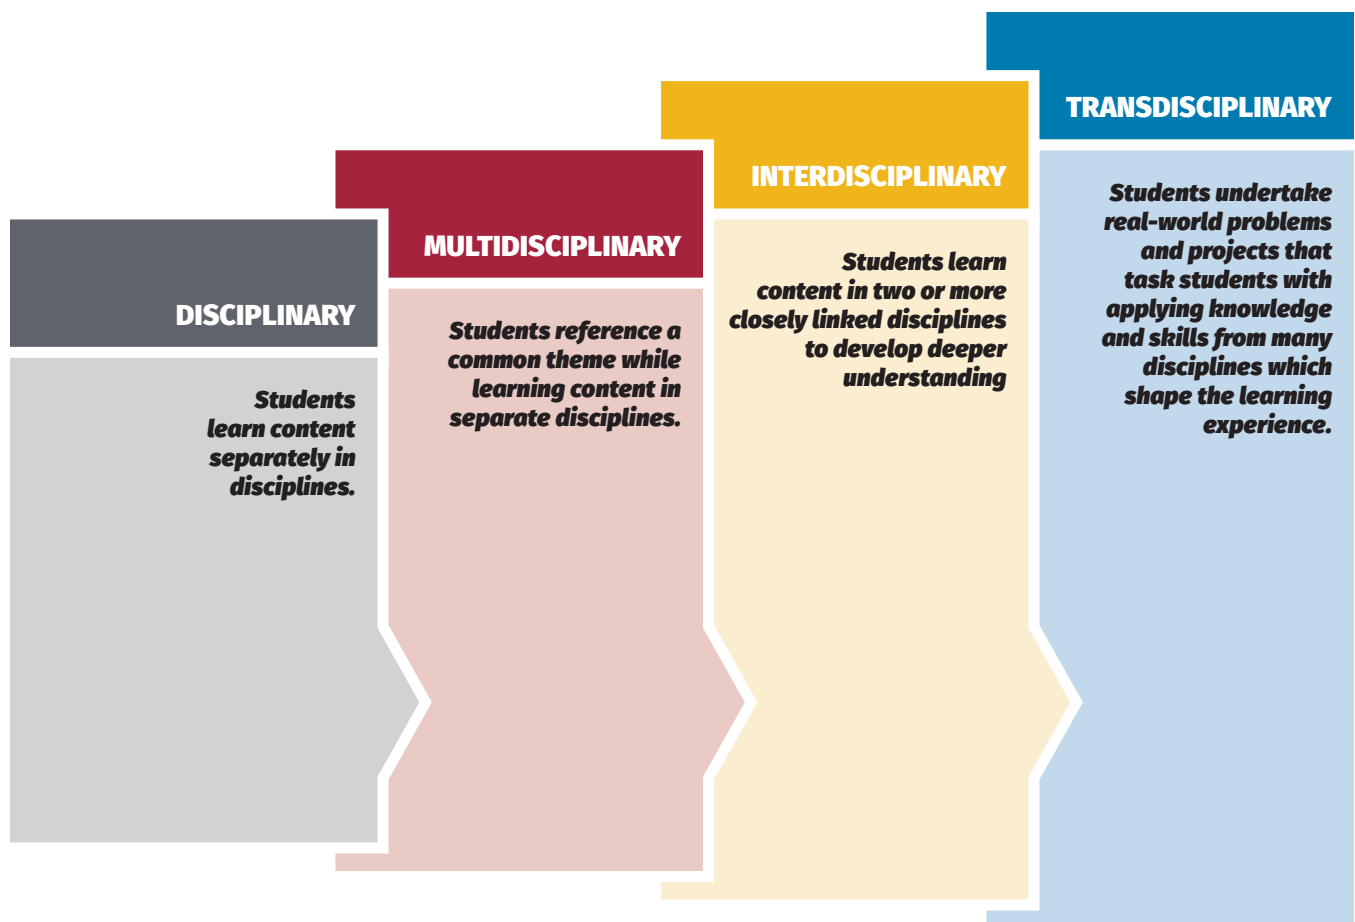 DISCIPLINARY
Students
learn content
separately in
disciplines.
MULTIDISCIPLINARY
Students reference a
common theme while
learning content in
separate disciplines.
INTERDISCIPLINARY
Students learn
content in two or more
closely linked disciplines
to develop deeper
understanding
TRANSDISCIPLINARY
Students undertake
real-world problems
and projects that
task students with
applying knowledge
and skills from many
disciplines which
shape the learning
experience.